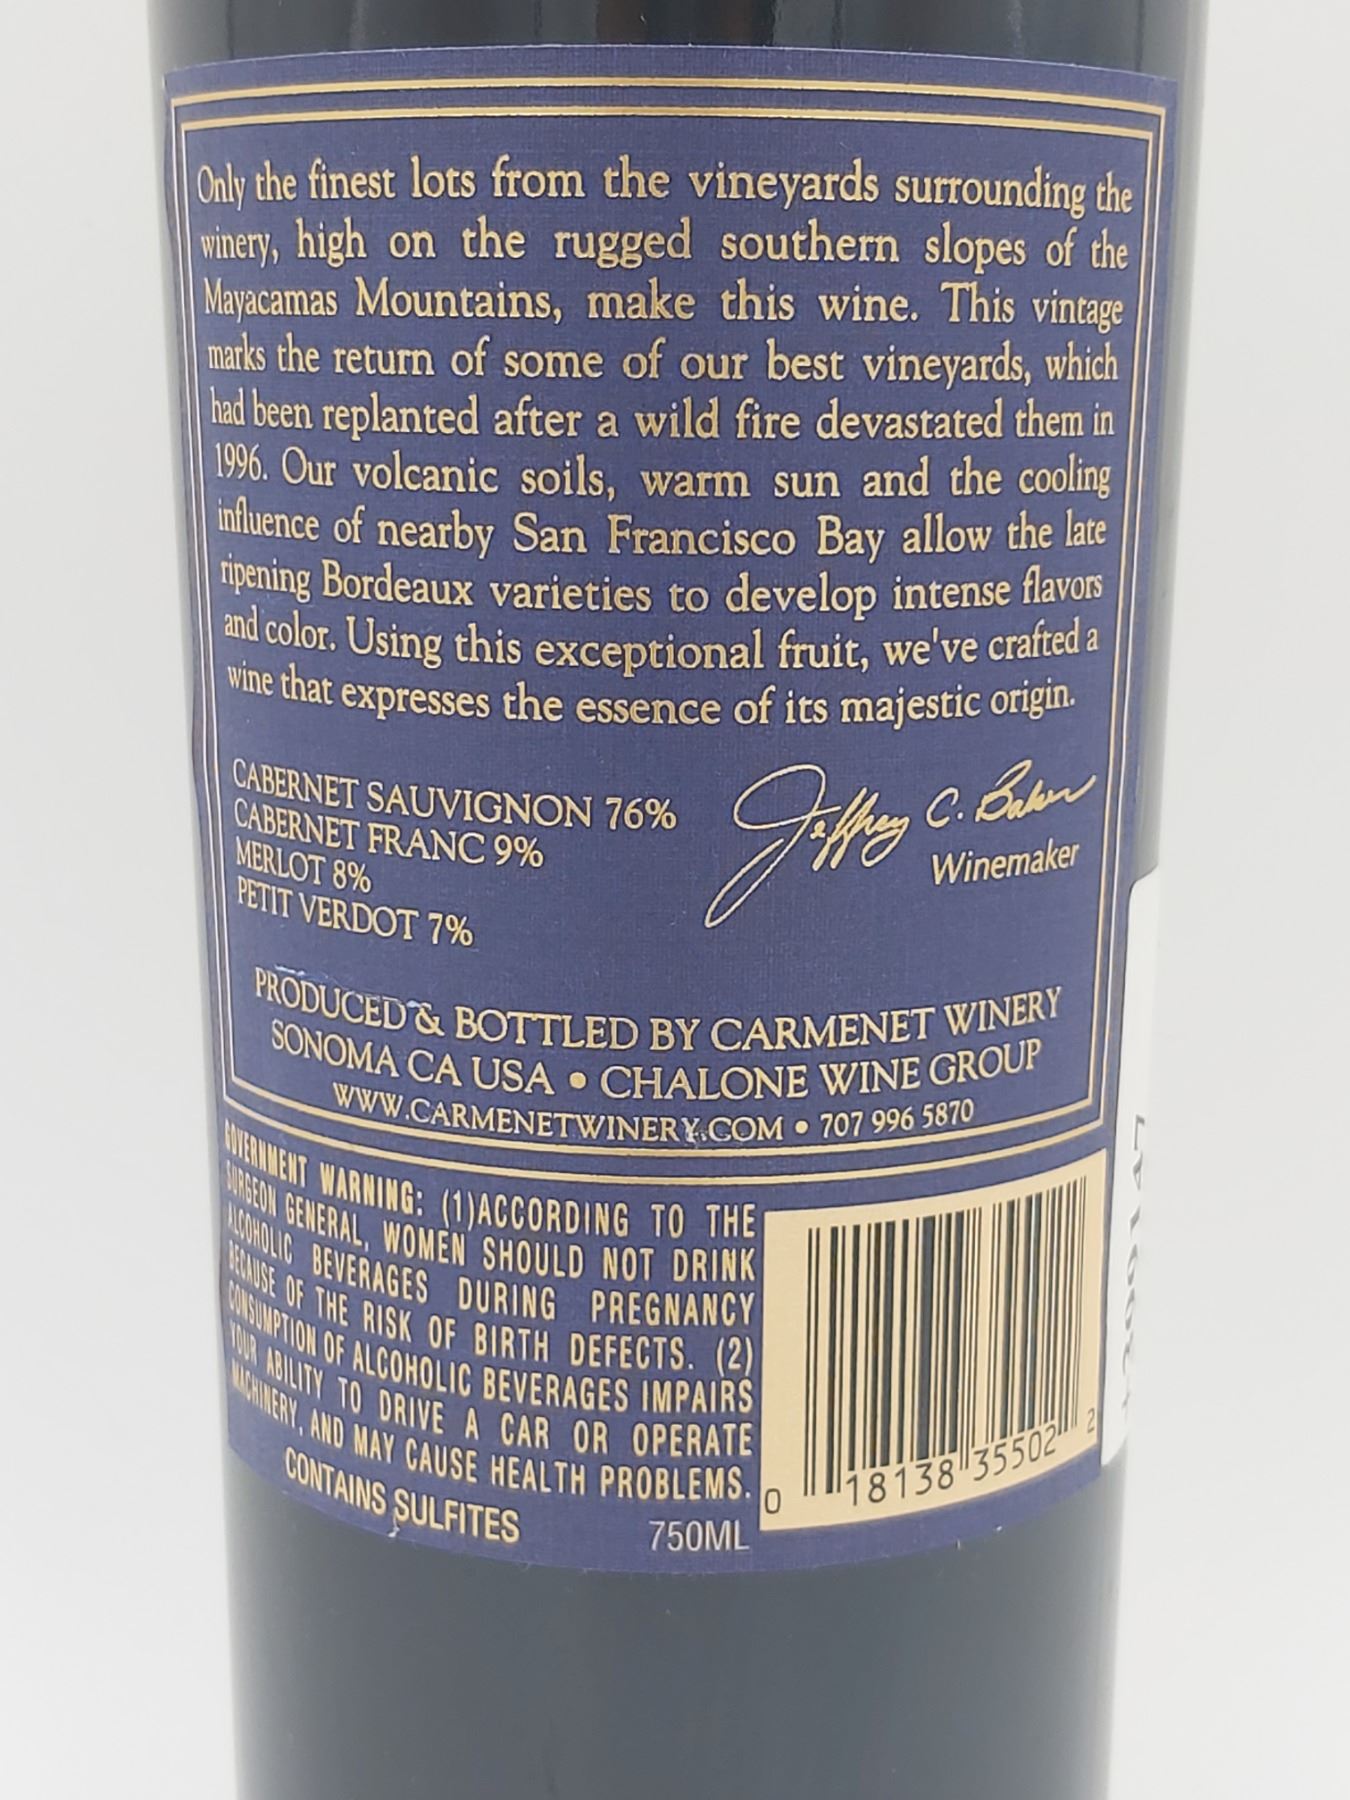 Only the finest lots from the vineyards surrounding the
winery, high on the rugged southern slopes of the
Mayacamas Mountains, make this wine. This vintage
marks the return of some of our best vineyards, which
had been replanted after a wild fire devastated them in
1996. Our volcanic soils, warm sun and the cooling
influence of nearby San Francisco Bay allow the late
ripening Bordeaux varieties to develop intense flavors
and color. Using this exceptional fruit, we've crafted a
wine that expresses the essence of its majestic origin.
CABERNET SAUVIGNON 76%
CABERNET FRANC 9%
MERLOT 8%
PETIT VERDOT 7%
Jeffrey C. Baker
Winemaker
PRODUCED & BOTTLED BY CARMENET WINERY
SONOMA CA USA • CHALONE WINE GROUP
WWW.CARMENETWINERY.COM • 707 996 5870
GOVERNMENT WARNING: (1)ACCORDING TO THE
SURGEON GENERAL, WOMEN SHOULD NOT DRINK
ALCOHOLIC BEVERAGES DURING PREGNANCY
BECAUSE OF THE RISK OF BIRTH DEFECTS. (2)
CONSUMPTION OF ALCOHOLIC BEVERAGES IMPAIRS
YOUR ABILITY TO DRIVE A CAR OR OPERATE
MACHINERY, AND MAY CAUSE HEALTH PROBLEMS.
CONTAINS SULFITES
750ML
0 18138 35502 2